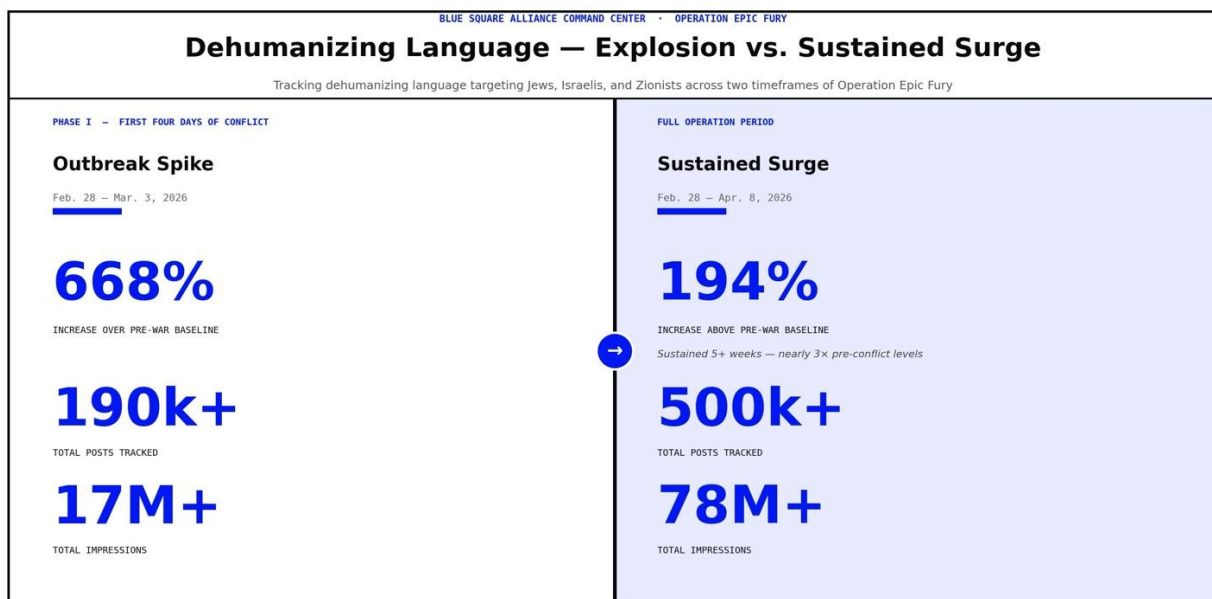 BLUE SQUARE ALLIANCE COMMAND CENTER · OPERATION EPIC FURY
Dehumanizing Language — Explosion vs. Sustained Surge
Tracking dehumanizing language targeting Jews, Israelis, and Zionists across two timeframes of Operation Epic Fury
PHASE I — FIRST FOUR DAYS OF CONFLICT
Outbreak Spike
Feb. 28 – Mar. 3, 2026
668%
INCREASE OVER PRE-WAR BASELINE
190k+
TOTAL POSTS TRACKED
17M+
TOTAL IMPRESSIONS
→
FULL OPERATION PERIOD
Sustained Surge
Feb. 28 – Apr. 8, 2026
194%
INCREASE ABOVE PRE-WAR BASELINE
Sustained 5+ weeks — nearly 3× pre-conflict levels
500k+
TOTAL POSTS TRACKED
78M+
TOTAL IMPRESSIONS